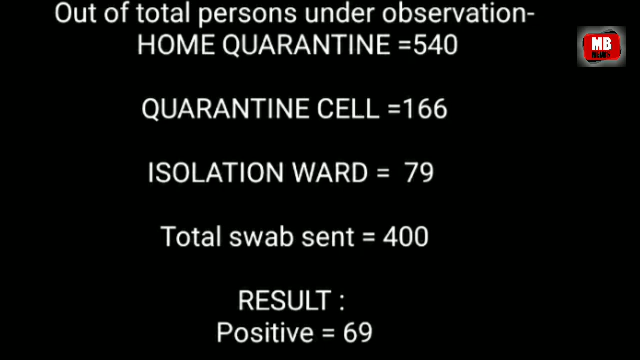 Out of total persons under observation-
HOME QUARANTINE =540
QUARANTINE CELL =166
ISOLATION WARD =  79
Total swab sent = 400
RESULT :
Positive = 69
MB